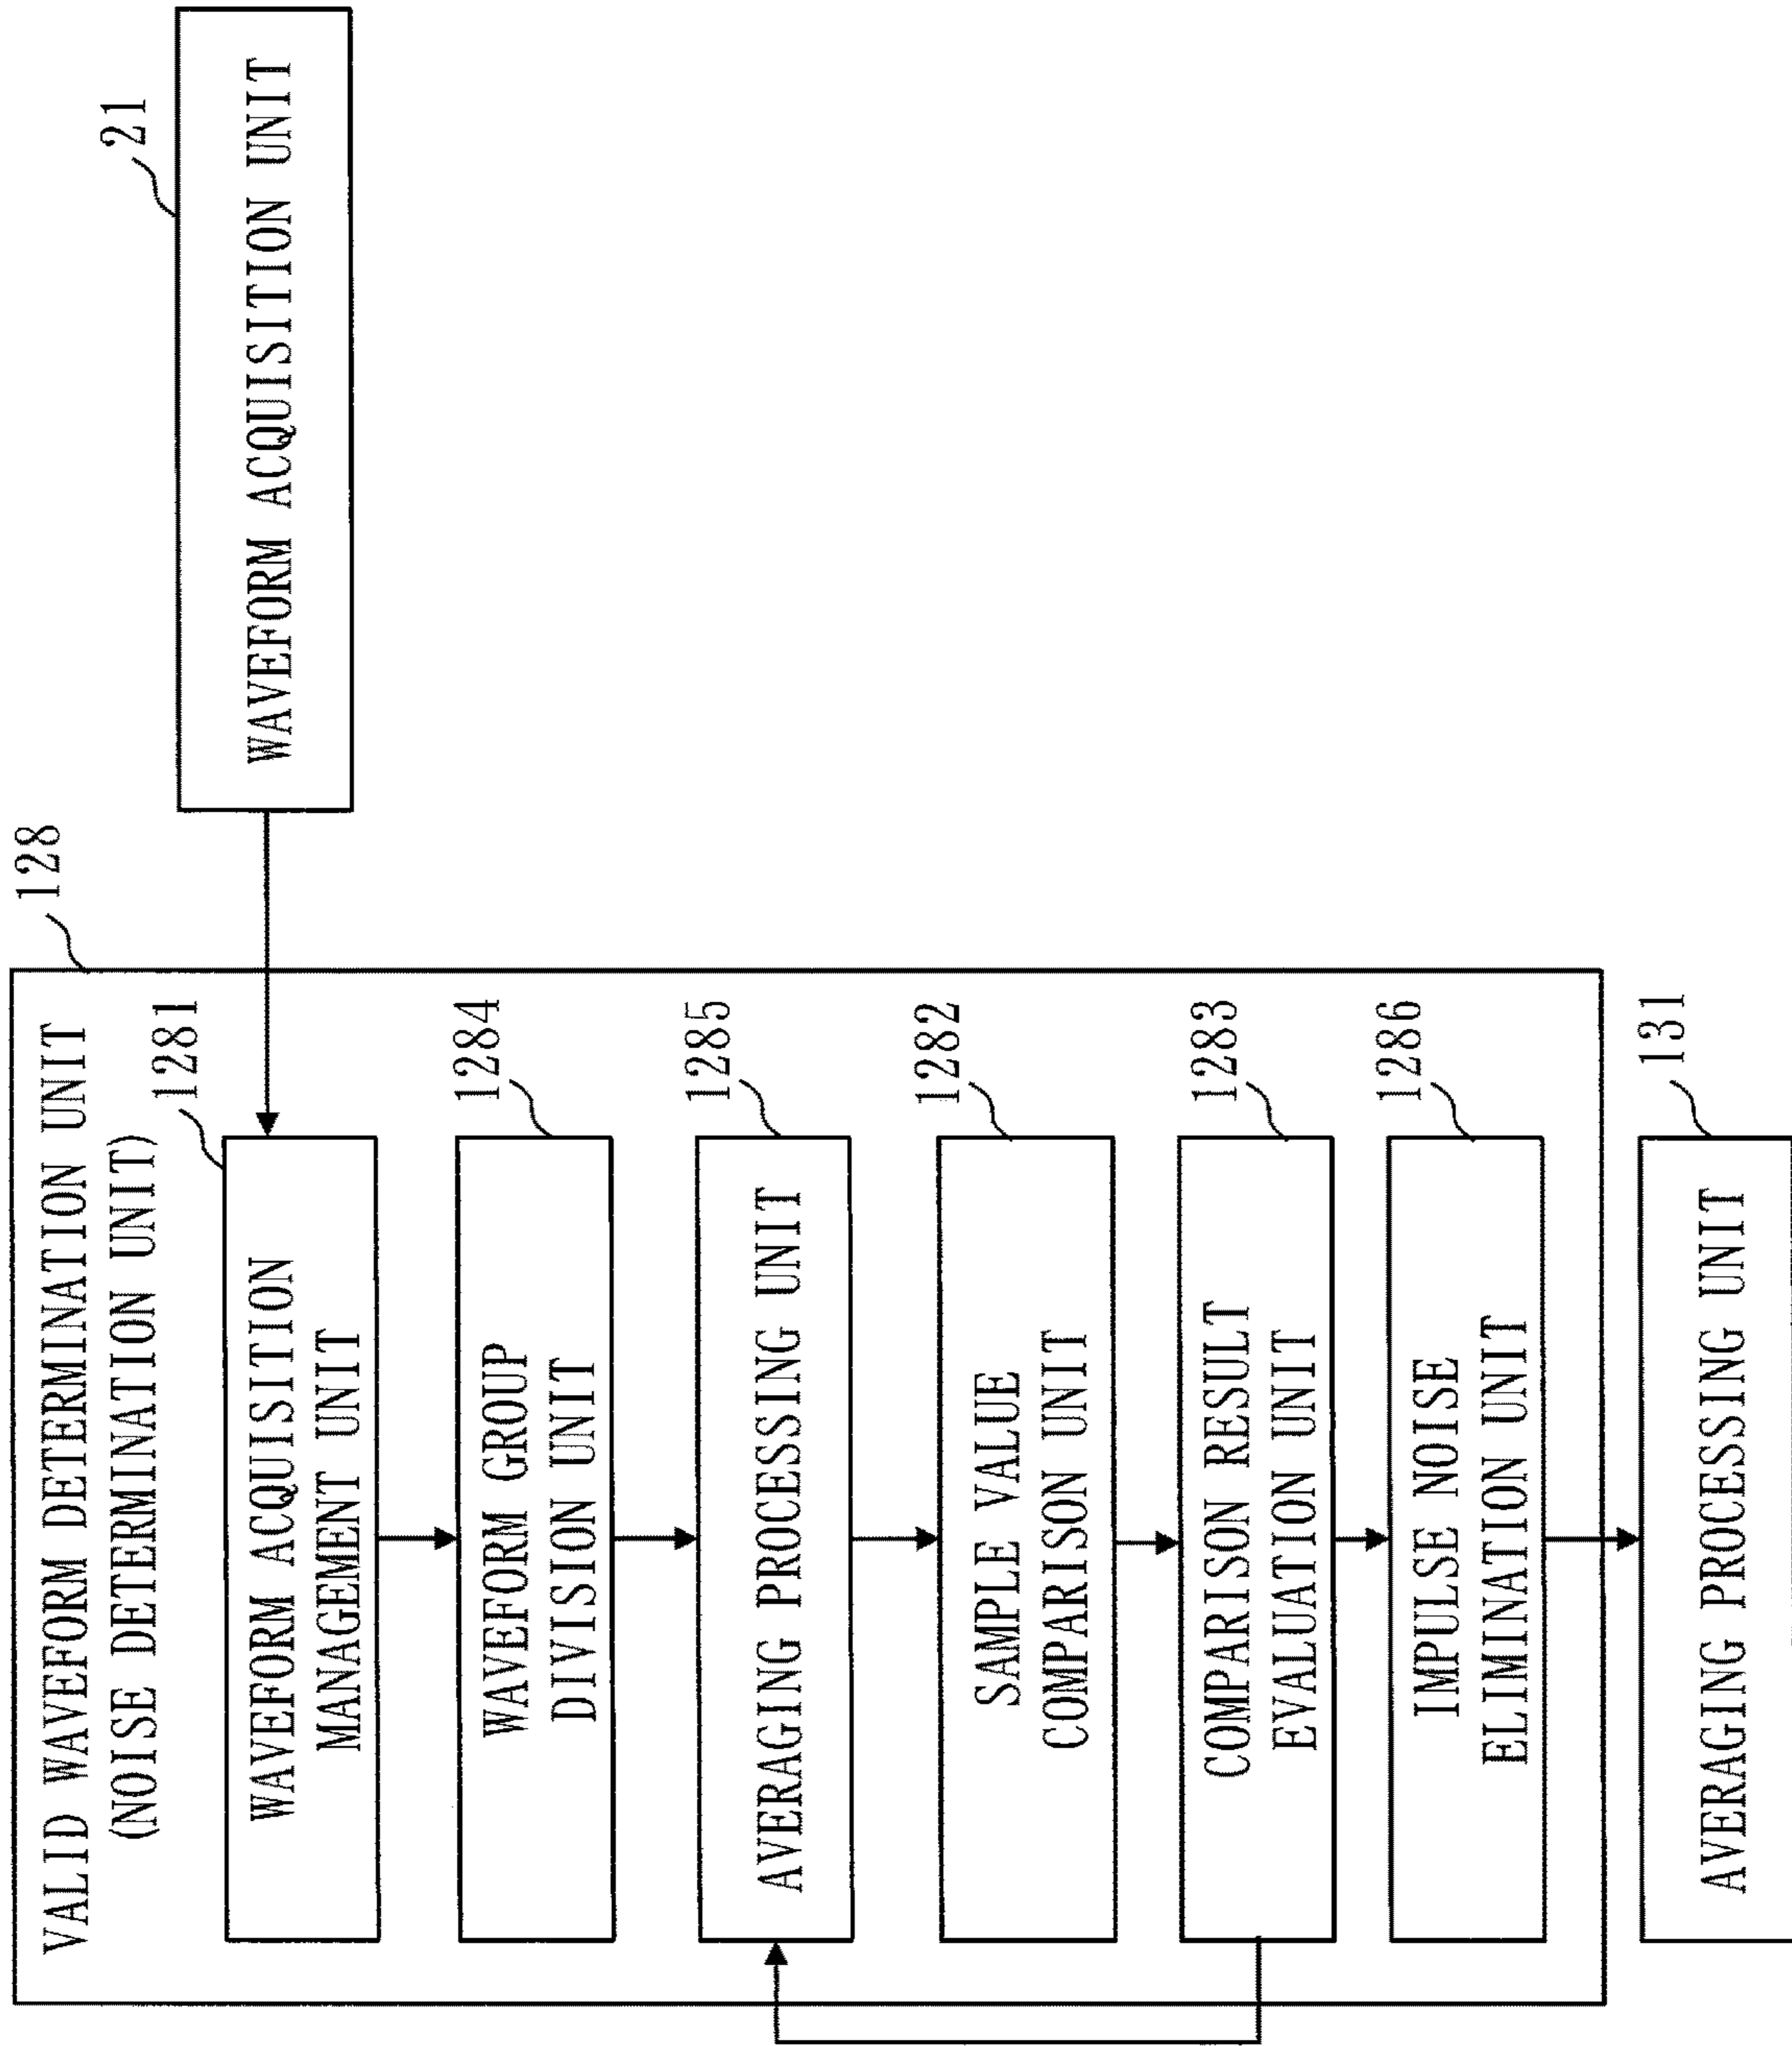 VALID WAVEFORM DETERMINATION UNIT
(NOISE DETERMINATION UNIT)
128
21
WAVEFORM ACQUISITION UNIT
1281
WAVEFORM ACQUISITION
MANAGEMENT UNIT
1284
WAVEFORM GROUP
DIVISION UNIT
1285
AVERAGING PROCESSING UNIT
1282
SAMPLE VALUE
COMPARISON UNIT
1283
COMPARISON RESULT
EVALUATION UNIT
1286
IMPULSE NOISE
ELIMINATION UNIT
131
AVERAGING PROCESSING UNIT